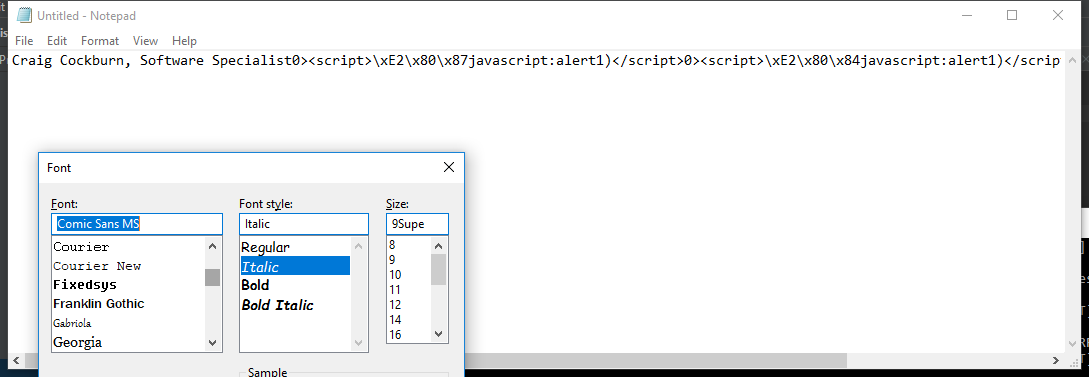 Untitled - Notepad
File Edit Format View Help
Craig Cockburn, Software Specialist0><script>\xE2\x80\x87javascript:alert1)</script>0><script>\xE2\x80\x84javascript:alert1)</script
Font
Font: Font style: Size:
Comic Sans MS Italic 9Supe
Courier Regular 8
Courier New Italic 9
Fixedsys Bold 10
Franklin Gothic Bold Italic 11
Gabriola 12
Georgia 14
16
Sample